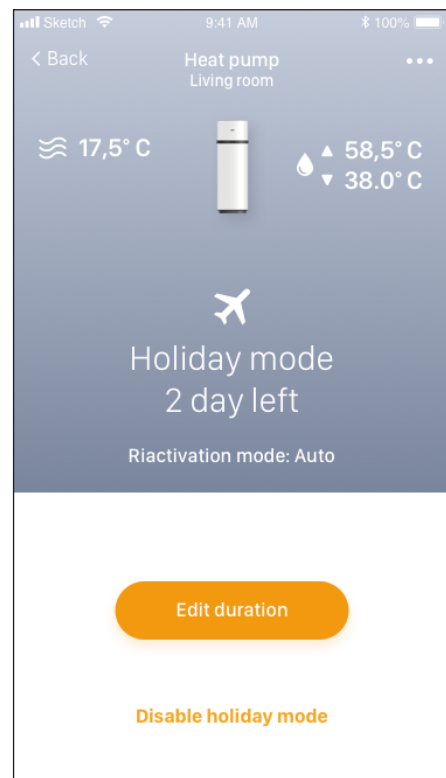 Sketch 9:41 AM 100%
Back
Heat pump
Living room
17,5° C
58,5° C
38.0° C
Holiday mode
2 day left
Riactivation mode: Auto
Edit duration
Disable holiday mode